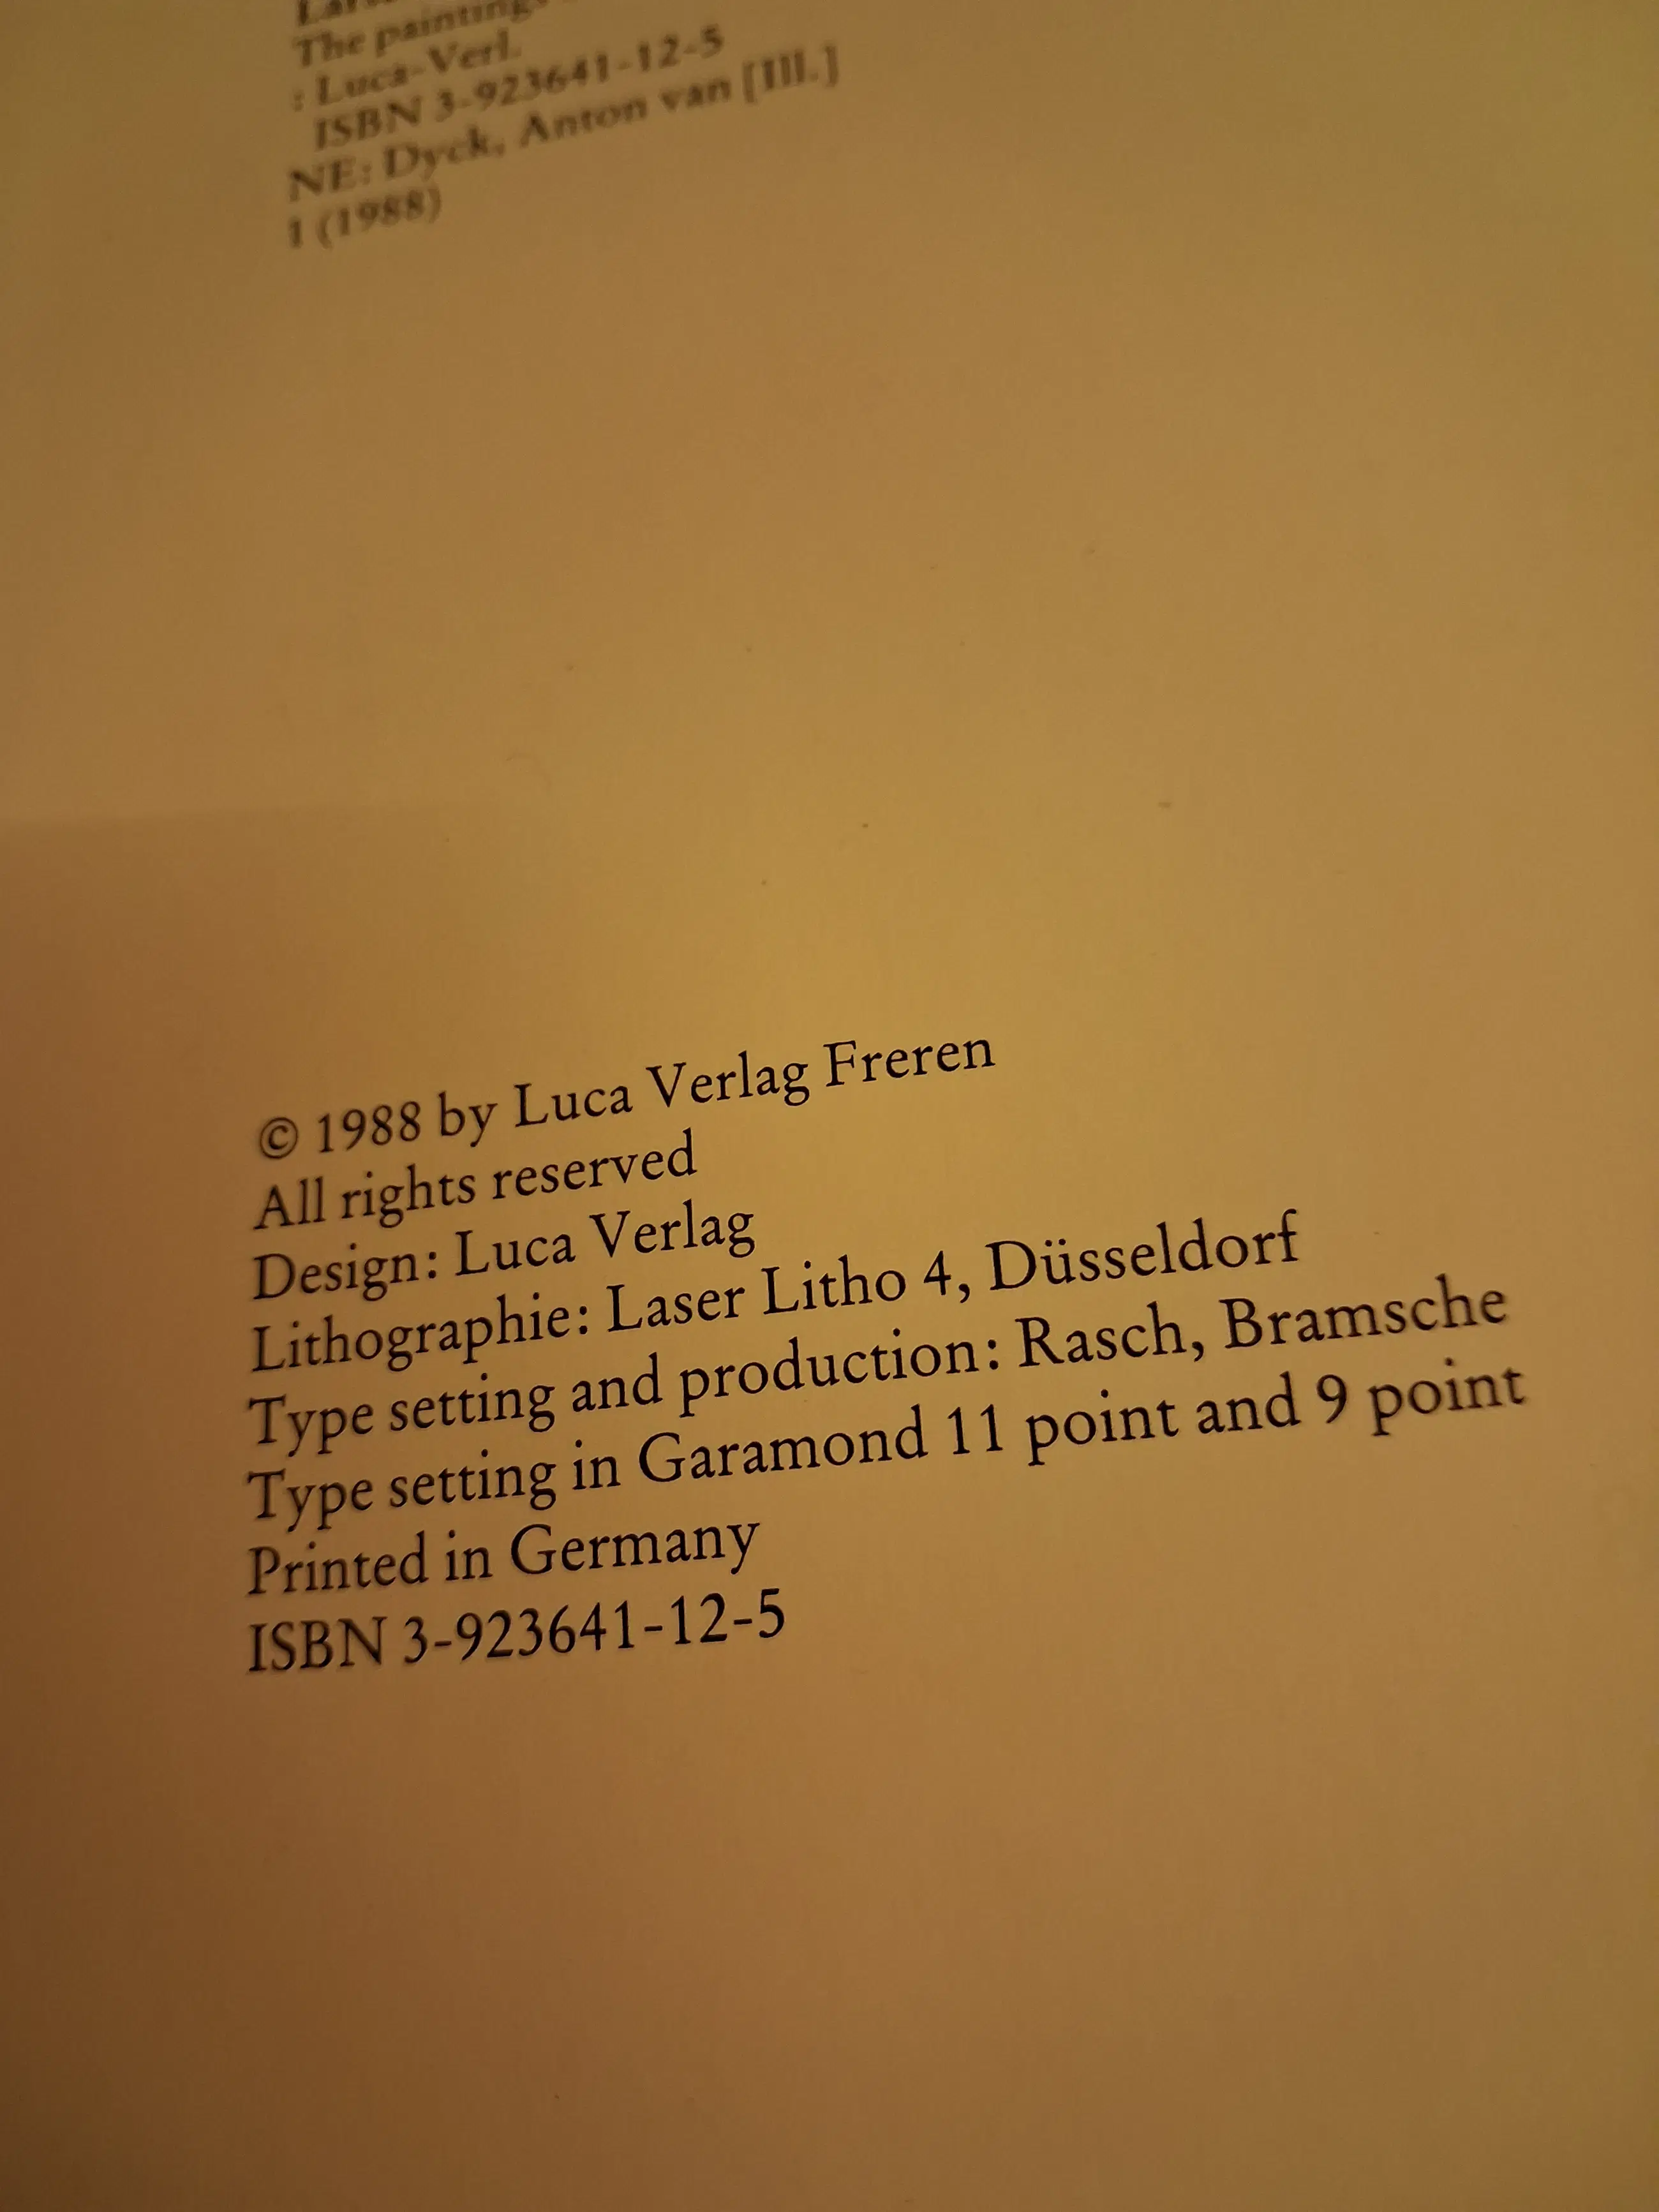 The paintings
: Luca-Verl.
ISBN 3-923641-12-5
NE: Dyck, Anton van [Ill.]
1 (1988)
© 1988 by Luca Verlag Freren
All rights reserved
Design: Luca Verlag
Lithographie: Laser Litho 4, Düsseldorf
Type setting and production: Rasch, Bramsche
Type setting in Garamond 11 point and 9 point
Printed in Germany
ISBN 3-923641-12-5